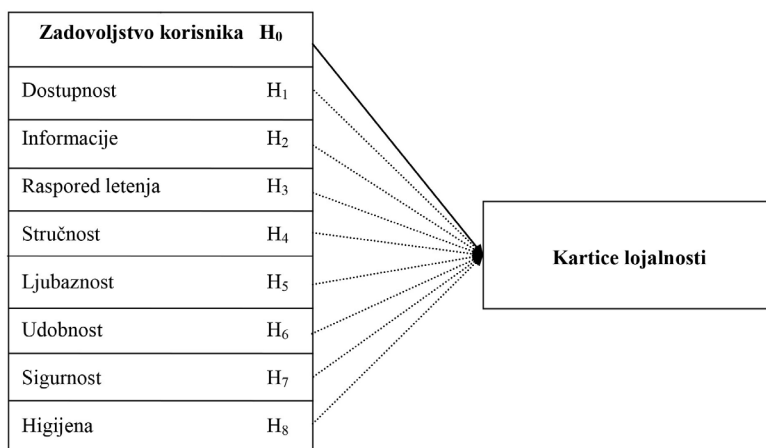 Zadovoljstvo korisnika H₀
Dostupnost H₁
Informacije H₂
Raspored letenja H₃
Stručnost H₄
Ljubaznost H₅
Udobnost H₆
Sigurnost H₇
Higijena H₈
Kartice lojalnosti